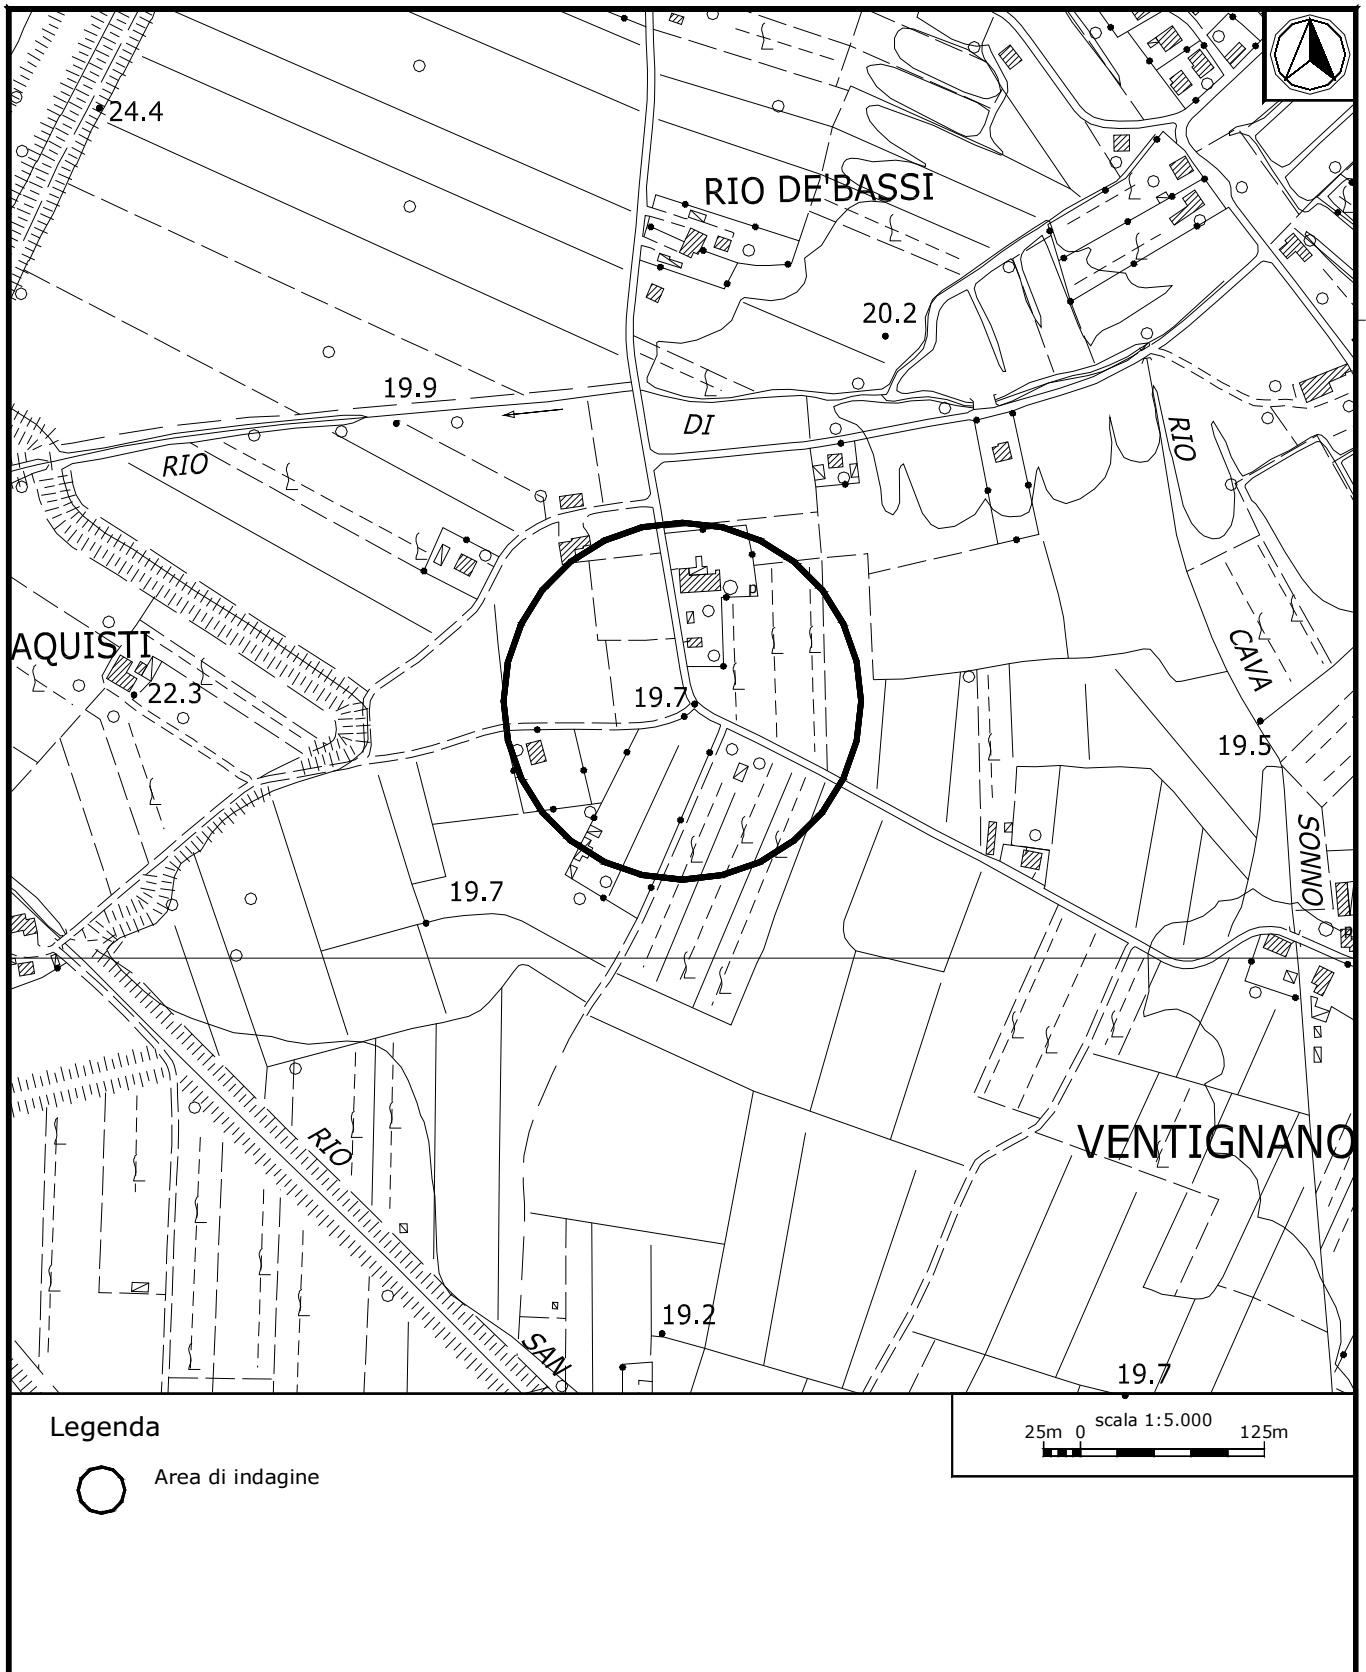 24.4
RIO DE'BASSI
20.2
19.9
DI
RIO
RIO
AQUISTI
22.3
19.7
CAVA
19.5
p
SONNO
19.7
p
VENTIGNANO
RIO
19.2
SAN
19.7
Legenda
Area di indagine
scala 1:5.000
25m 0 125m